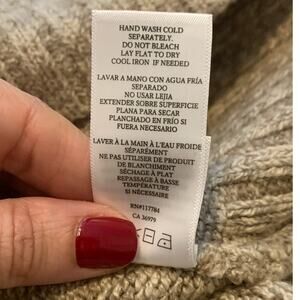 HAND WASH COLD
SEPARATELY.
DO NOT BLEACH
LAY FLAT TO DRY
COOL IRON IF NEEDED
LAVAR A MANO CON AGUA FRÍA
SEPARADO
NO USAR LEJIA
EXTENDER SOBRE SUPERFICIE
PLANA PARA SECAR
PLANCHADO EN FRÍO SI
FUERA NECESARIO
LAVER À LA MAIN À L'EAU FROIDE
SÉPARÉMENT
NE PAS UTILISER DE PRODUIT
DE BLANCHIMENT
SÉCHAGE À PLAT
REPASSAGE À BASSE
TEMPÉRATURE
SI NÉCESSAIRE
RN#117784
CA 36979